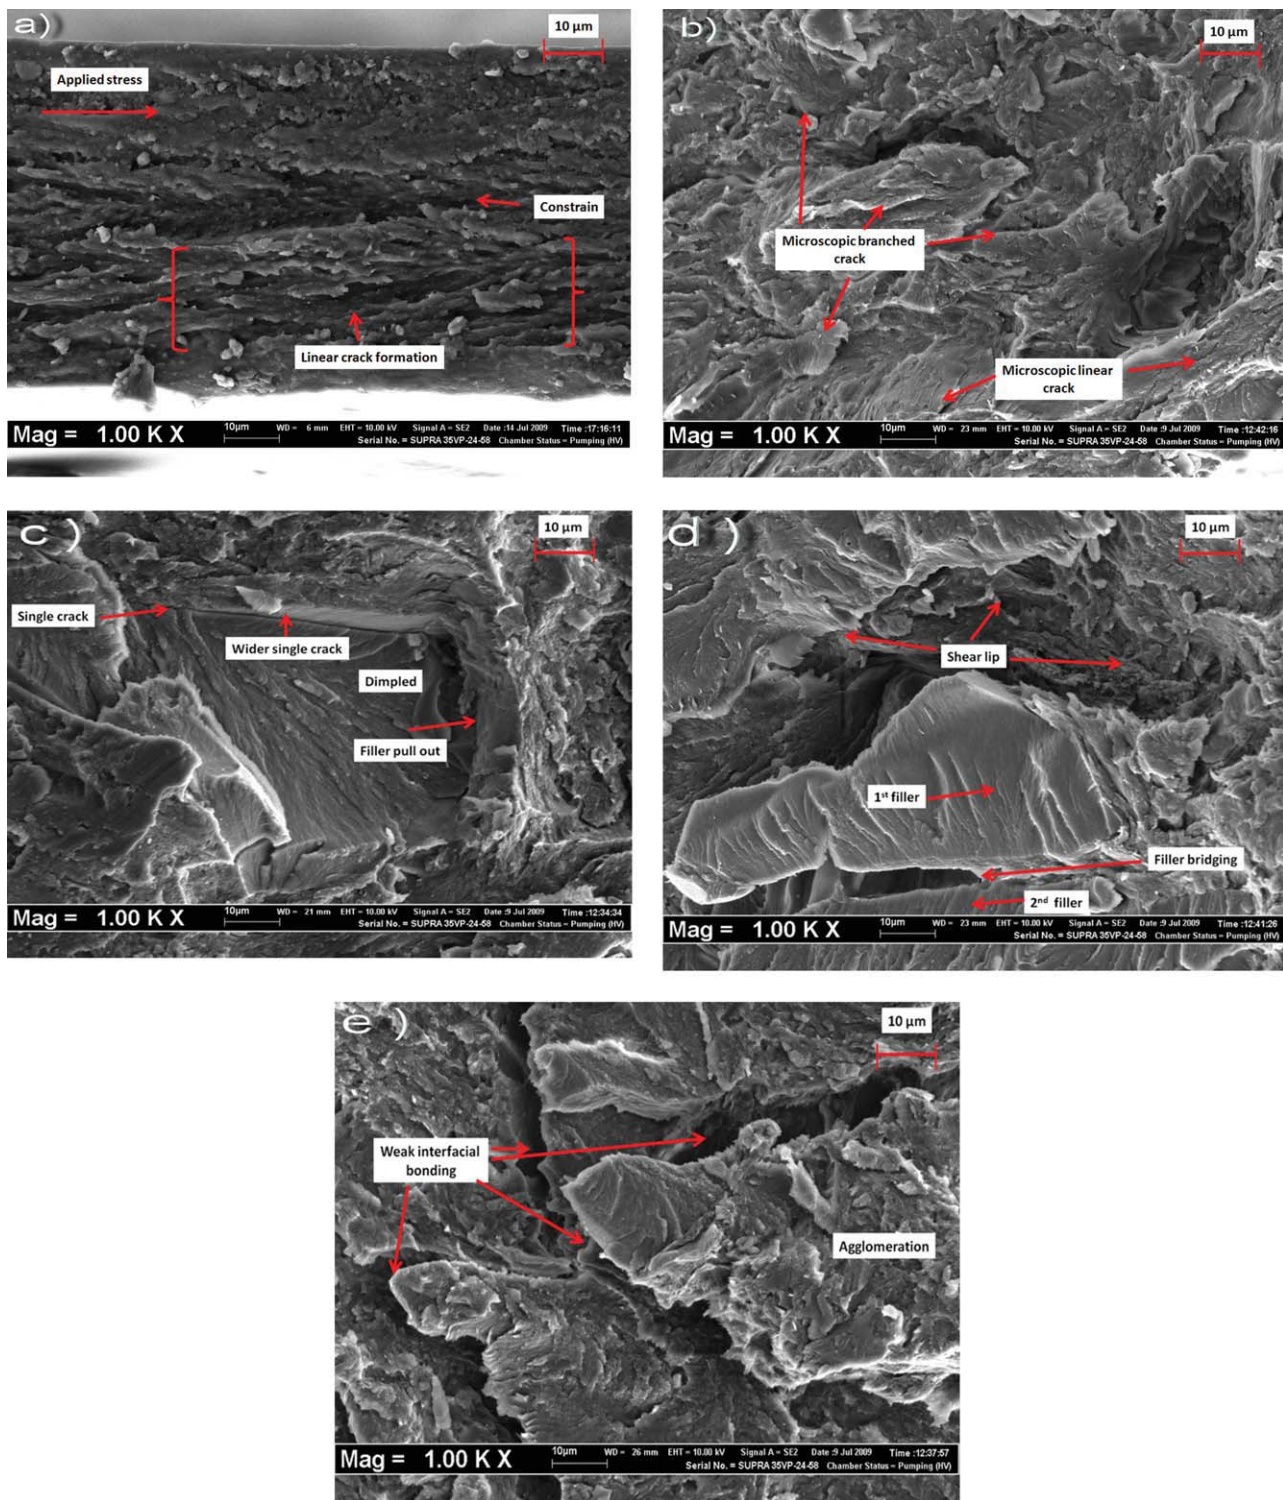 a)
10 µm
Applied stress
Constrain
Linear crack formation
Mag = 1.00 K X
10µm
WD = 6 mm EHT = 10.00 kV Signal A = SE2 Date :14 Jul 2009 Time :17:16:11
Serial No. = SUPRA 35VP-24-58 Chamber Status = Pumping (HV)
b)
10 µm
Microscopic branched
crack
Microscopic linear
crack
Mag = 1.00 K X
10µm
WD = 23 mm EHT = 10.00 kV Signal A = SE2 Date :9 Jul 2009 Time :12:42:16
Serial No. = SUPRA 35VP-24-58 Chamber Status = Pumping (HV)
c )
10 µm
Single crack
Wider single crack
Dimpled
Filler pull out
Mag = 1.00 K X
10µm
WD = 21 mm EHT = 10.00 kV Signal A = SE2 Date :9 Jul 2009 Time :12:34:34
Serial No. = SUPRA 35VP-24-58 Chamber Status = Pumping (HV)
d )
10 µm
Shear lip
1st filler
Filler bridging
2nd filler
Mag = 1.00 K X
10µm
WD = 23 mm EHT = 10.00 kV Signal A = SE2 Date :9 Jul 2009 Time :12:41:26
Serial No. = SUPRA 35VP-24-58 Chamber Status = Pumping (HV)
e )
10 µm
Weak interfacial
bonding
Agglomeration
Mag = 1.00 K X
10µm
WD = 26 mm EHT = 10.00 kV Signal A = SE2 Date :9 Jul 2009 Time :12:37:57
Serial No. = SUPRA 35VP-24-58 Chamber Status = Pumping (HV)